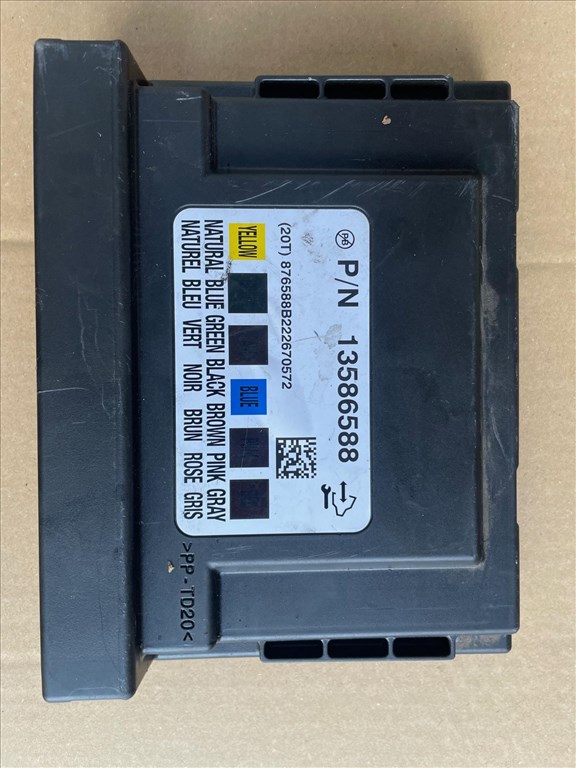 P/N 13586588
(20T) 876588B222670572
YELLOW BLUE
NATURAL BLUE GREEN BLACK BROWN PINK GRAY
NATUREL BLEU VERT NOIR BRUN ROSE GRIS
>PP-TD20<